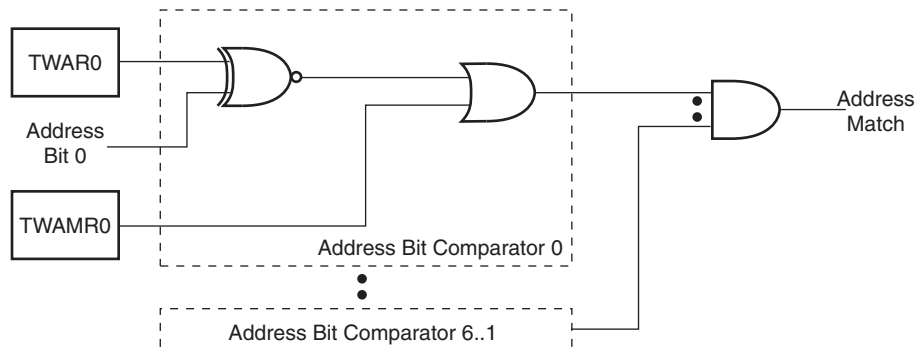 TWAR0
Address
Bit 0
TWAMR0
Address Bit Comparator 0
Address
Match
Address Bit Comparator 6..1